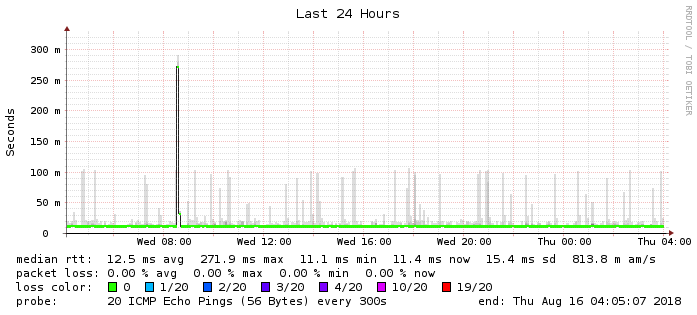 Last 24 Hours
RRDTOOL / TOBI OETIKER
Seconds
300 m
250 m
200 m
150 m
100 m
50 m
0
Wed 08:00 Wed 12:00 Wed 16:00 Wed 20:00 Thu 00:00 Thu 04:00
median rtt: 12.5 ms avg 271.9 ms max 11.1 ms min 11.4 ms now 15.4 ms sd 813.8 m am/s
packet loss: 0.00 % avg 0.00 % max 0.00 % min 0.00 % now
loss color: 0 1/20 2/20 3/20 4/20 10/20 19/20
probe: 20 ICMP Echo Pings (56 Bytes) every 300s end: Thu Aug 16 04:05:07 2018